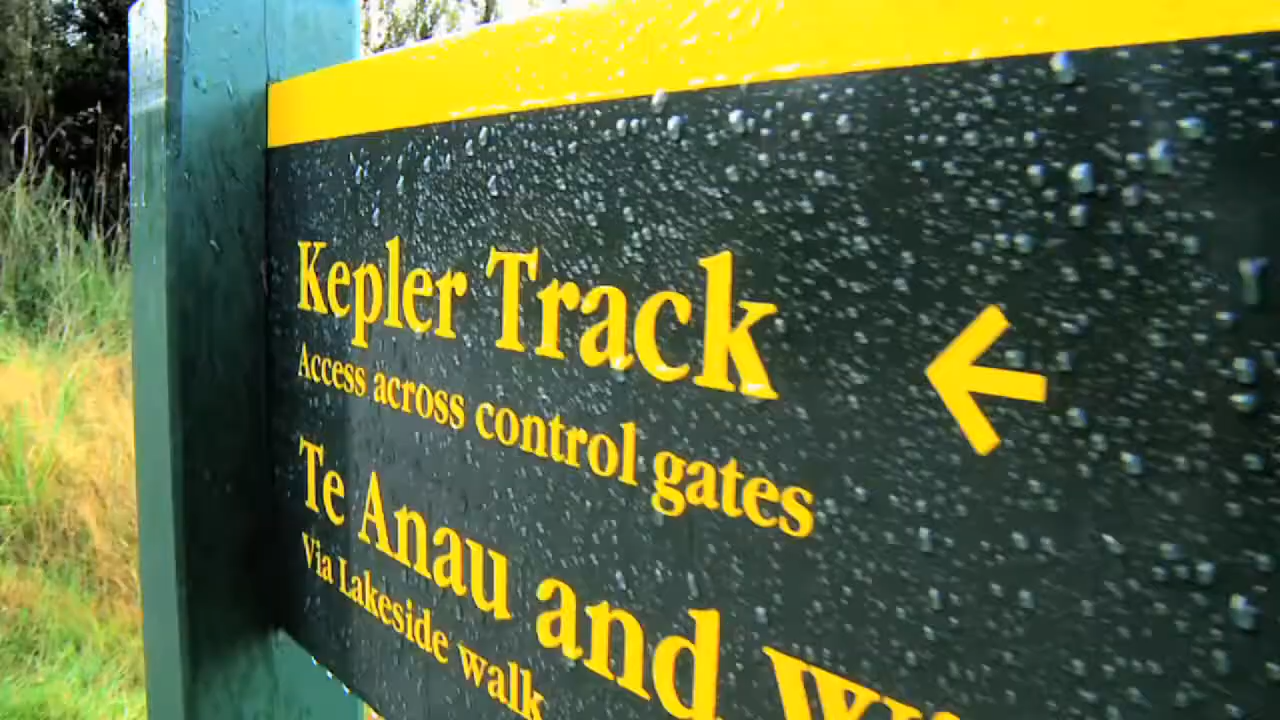 Kepler Track
Access across control gates
Te Anau and
Via Lakeside walk